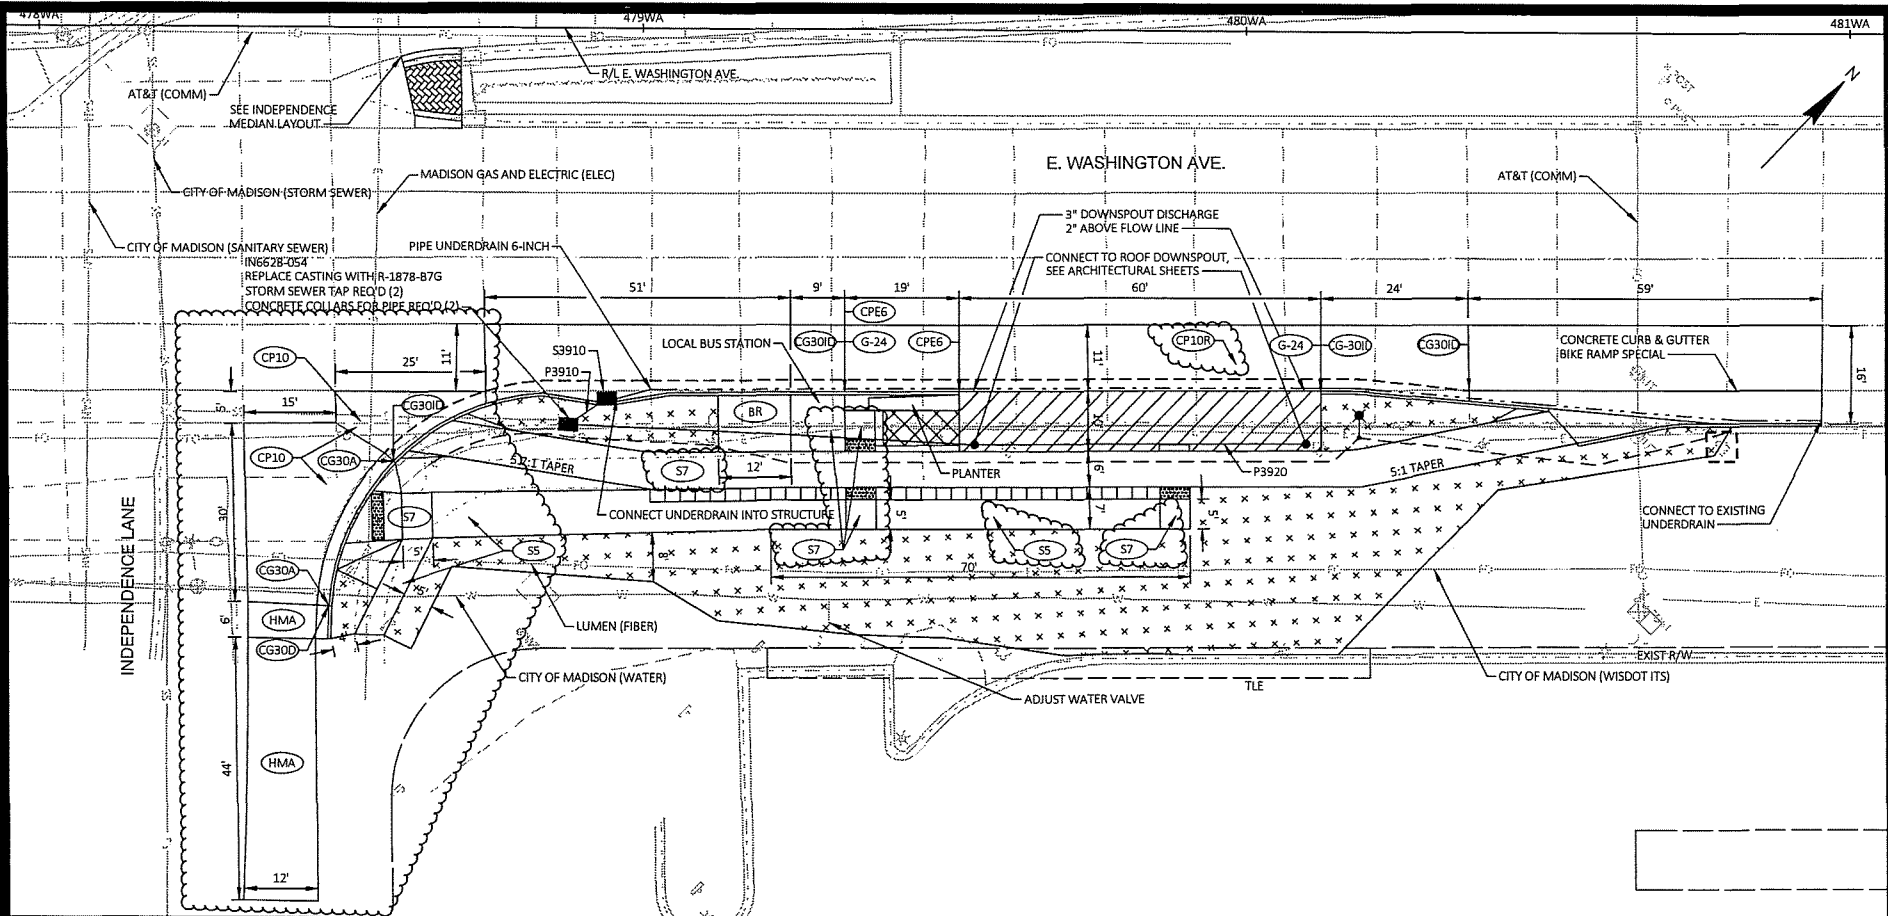 478WA
479WA
480WA
481WA
R/L E. WASHINGTON AVE.
AT&T (COMM)
SEE INDEPENDENCE
MEDIAN LAYOUT
N
E. WASHINGTON AVE.
CITY OF MADISON (STORM SEWER)
MADISON GAS AND ELECTRIC (ELEC)
AT&T (COMM)
3" DOWNSPOUT DISCHARGE
2" ABOVE FLOW LINE
CITY OF MADISON (SANITARY SEWER)
PIPE UNDERDRAIN 6-INCH
CONNECT TO ROOF DOWNSPOUT,
SEE ARCHITECTURAL SHEETS
IN6628-054
REPLACE CASTING WITH R-1878-B7G
STORM SEWER TAP REQ'D (2)
CONCRETE COLLARS FOR PIPE REQ'D (2)
51'
9'
19'
60'
24'
59'
CPE6
CP10
25'
11'
S3910
P3910
LOCAL BUS STATION
CG30ID
G-24
CPE6
11'
CP10R
G-24
CG-30ID
CG30ID
CONCRETE CURB & GUTTER
BIKE RAMP SPECIAL
16'
5'
15'
CG30ID
BR
10'
CP10
CG30A
5.2:1 TAPER
S7
12'
PLANTER
6'
P3920
5:1 TAPER
INDEPENDENCE LANE
30'
S7
CONNECT UNDERDRAIN INTO STRUCTURE
5'
7'
5'
CONNECT TO EXISTING
UNDERDRAIN
5'
S5
8'
S7
S5
S7
70'
CG30A
15'
6'
HMA
LUMEN (FIBER)
CG30D
4'
EXIST R/W
CITY OF MADISON (WATER)
TLE
CITY OF MADISON (WISDOT ITS)
ADJUST WATER VALVE
44'
HMA
12'